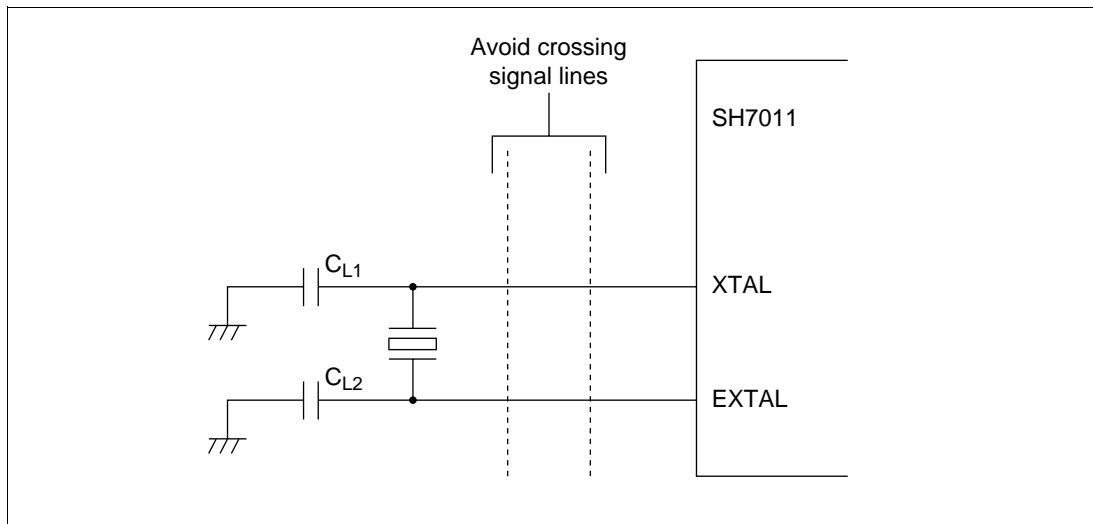 Avoid crossing
signal lines
SH7011
CL1
XTAL
CL2
EXTAL